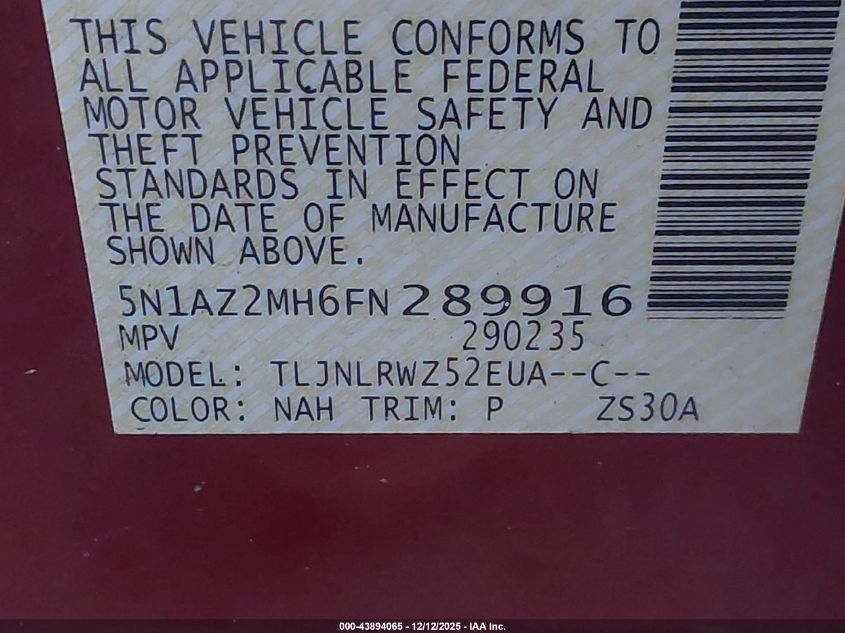 THIS VEHICLE CONFORMS TO
ALL APPLICABLE FEDERAL
MOTOR VEHICLE SAFETY AND
THEFT PREVENTION
STANDARDS IN EFFECT ON
THE DATE OF MANUFACTURE
SHOWN ABOVE.
5N1AZ2MH6FN289916
MPV 290235
MODEL: TLJNLRWZ52EUA--C--
COLOR: NAH TRIM: P ZS30A
000-43894065 - 12/12/2025 - IAA Inc.